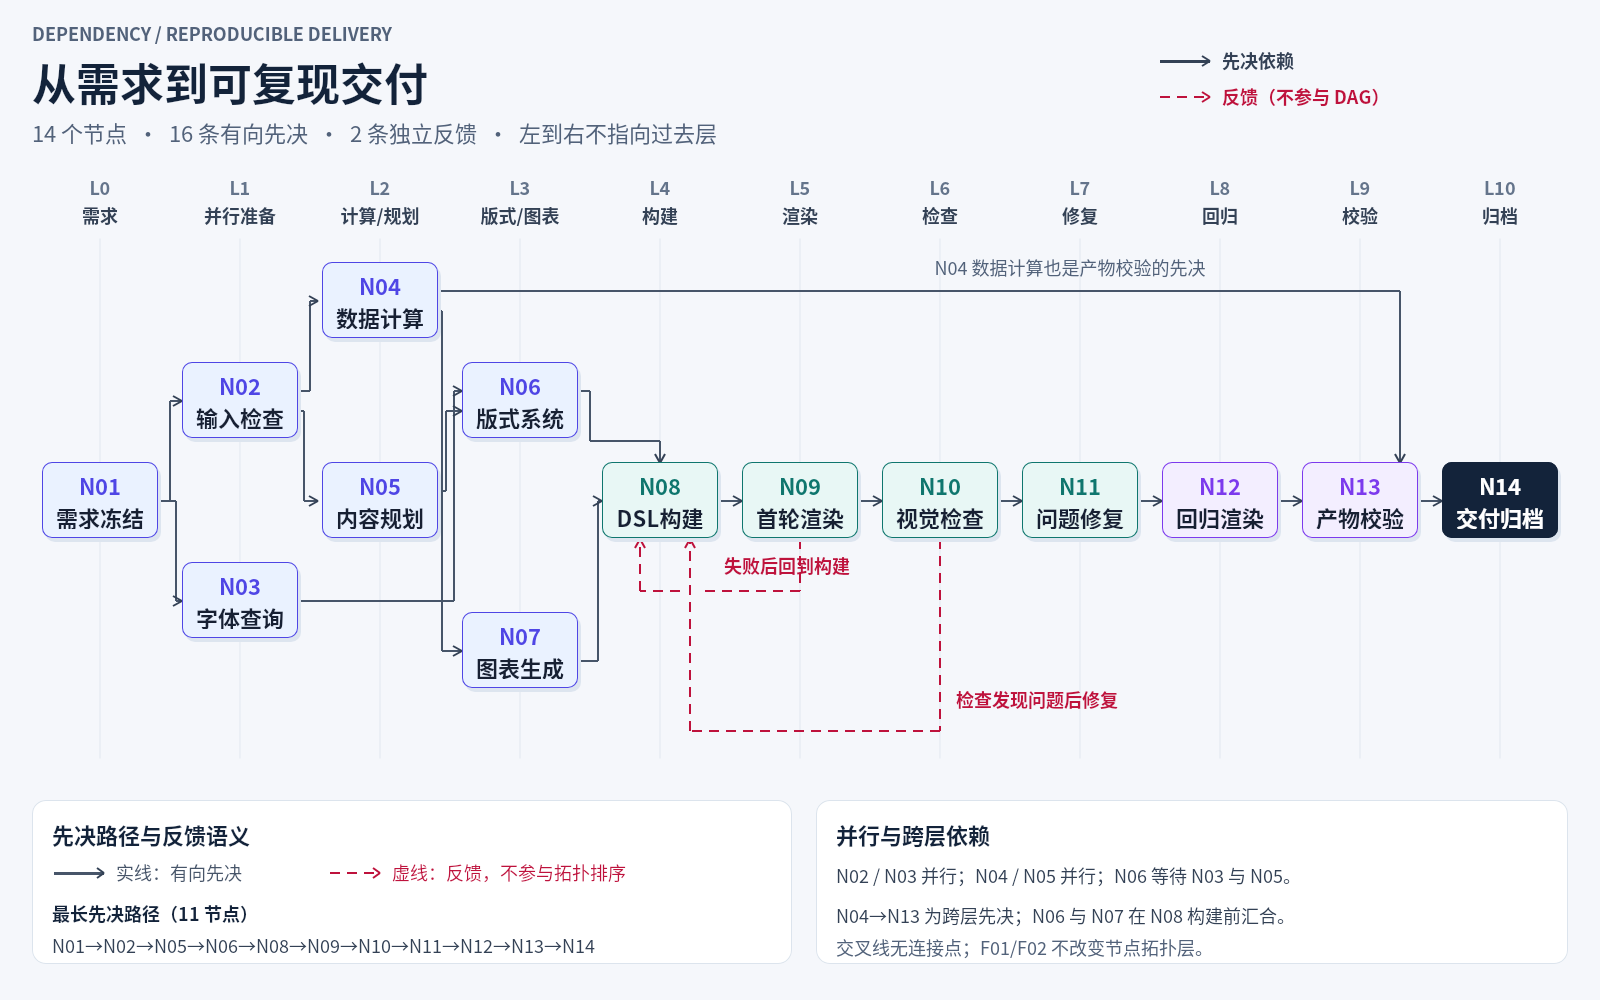 DEPENDENCY / REPRODUCIBLE DELIVERY
从需求到可复现交付
14 个节点 • 16 条有向先决 • 2 条独立反馈 • 左到右不指向过去层
先决依赖
反馈（不参与 DAG）
L0
需求
L1
并行准备
L2
计算/规划
L3
版式/图表
L4
构建
L5
渲染
L6
检查
L7
修复
L8
回归
L9
校验
L10
归档
N04 数据计算也是产物校验的先决
N04
数据计算
N02
输入检查
N06
版式系统
N01
需求冻结
N05
内容规划
N08
DSL构建
N09
首轮渲染
N10
视觉检查
N11
问题修复
N12
回归渲染
N13
产物校验
N14
交付归档
失败后回到构建
N03
字体查询
N07
图表生成
检查发现问题后修复
先决路径与反馈语义
实线：有向先决
虚线：反馈，不参与拓扑排序
最长先决路径（11 节点）
N01→N02→N05→N06→N08→N09→N10→N11→N12→N13→N14
并行与跨层依赖
N02 / N03 并行；N04 / N05 并行；N06 等待 N03 与 N05。
N04→N13 为跨层先决；N06 与 N07 在 N08 构建前汇合。
交叉线无连接点；F01/F02 不改变节点拓扑层。